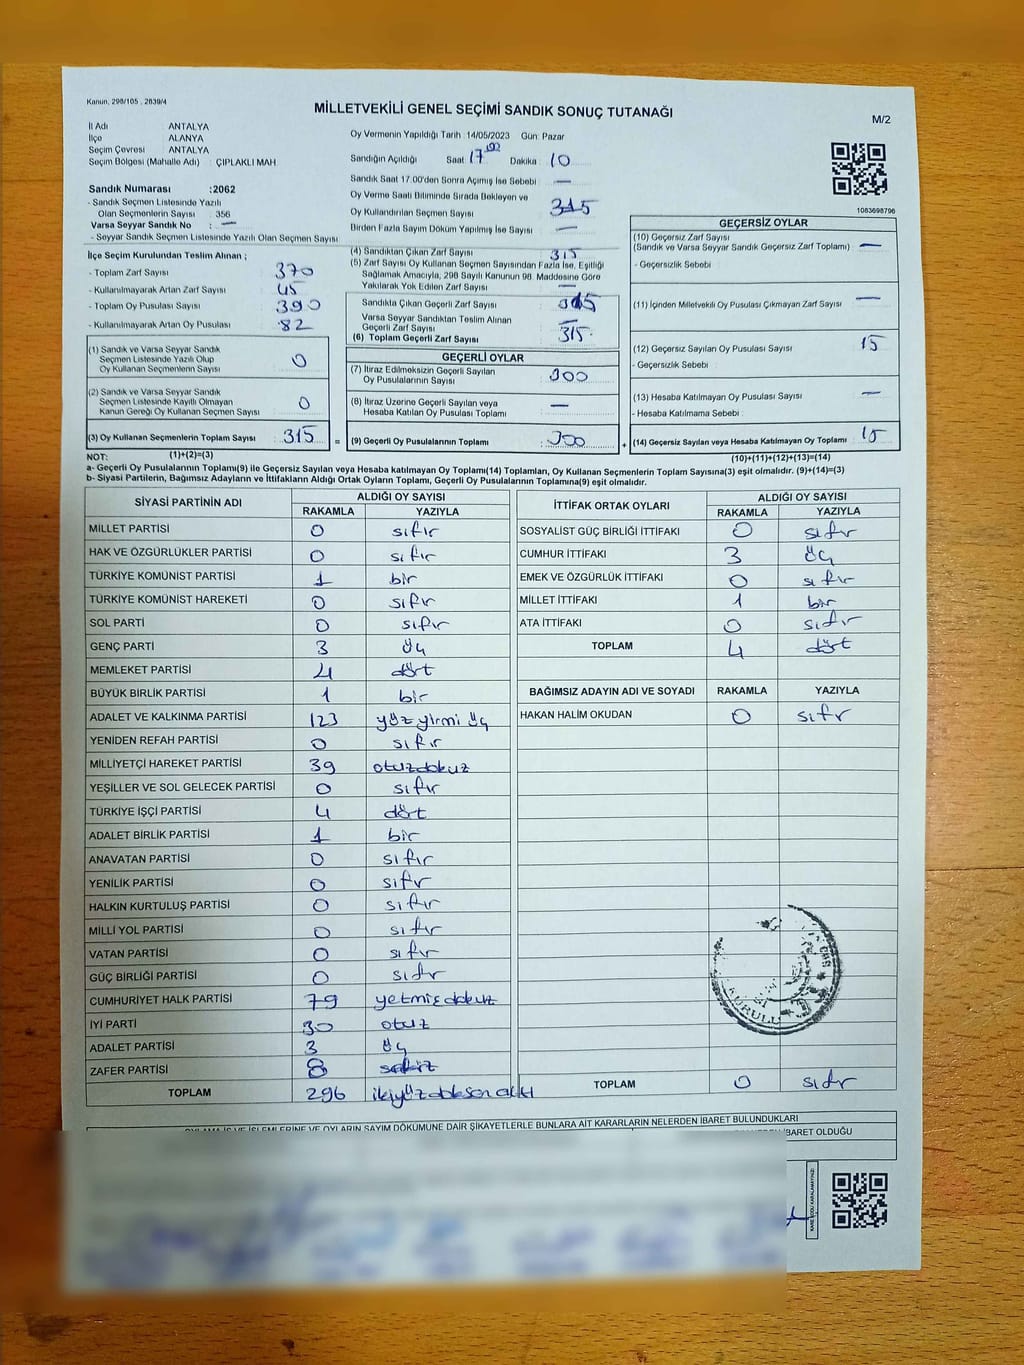 Kanun, 298/105 , 2839/4
MİLLETVEKİLİ GENEL SEÇİMİ SANDIK SONUÇ TUTANAĞI
M/2
İl Adı : ANTALYA
İlçe : ALANYA
Seçim Çevresi : ANTALYA
Seçim Bölgesi (Mahalle Adı) : ÇIPLAKLI MAH.
Sandık Numarası :2062
- Sandık Seçmen Listesinde Yazılı
Olan Seçmenlerin Sayısı : 356
Varsa Seyyar Sandık No : —
- Seyyar Sandık Seçmen Listesinde Yazılı Olan Seçmen Sayısı
Oy Vermenin Yapıldığı Tarih :14/05/2023 Gün: Pazar
Sandığın Açıldığı Saat 17 Dakika : 10
Sandık Saat 17.00'den Sonra Açımış İse Sebebi : —
Oy Verme Saati Bitiminde Sırada Bekleyen ve
Oy Kullandırılan Seçmen Sayısı : 315
Birden Fazla Sayım Döküm Yapılmış İse Sayısı : —
1083698796
İlçe Seçim Kurulundan Teslim Alınan ;
- Toplam Zarf Sayısı : 370
- Kullanılmayarak Artan Zarf Sayısı : 45
- Toplam Oy Pusulası Sayısı : 390
- Kullanılmayarak Artan Oy Pusulası : 82
(1) Sandık ve Varsa Seyyar Sandık
Seçmen Listesinde Yazılı Olup
Oy Kullanan Seçmenlerin Sayısı : 0
(2) Sandık ve Varsa Seyyar Sandık
Seçmen Listesinde Kayıtlı Olmayan
Kanun Gereği Oy Kullanan Seçmen Sayısı : 0
(3) Oy Kullanan Seçmenlerin Toplam Sayısı : 315 =
(4) Sandıktan Çıkan Zarf Sayısı : 315
(5) Zarf Sayısı Oy Kullanan Seçmen Sayısından Fazla İse, Eşitliği
Sağlamak Amacıyla, 298 Sayılı Kanunun 98. Maddesine Göre
Yakılarak Yok Edilen Zarf Sayısı : —
Sandıkta Çıkan Geçerli Zarf Sayısı : 315
Varsa Seyyar Sandıktan Teslim Alınan
Geçerli Zarf Sayısı : —
(6) Toplam Geçerli Zarf Sayısı : 315
GEÇERLİ OYLAR
(7) İtiraz Edilmeksizin Geçerli Sayılan
Oy Pusulalarının Sayısı : 300
(8) İtiraz Üzerine Geçerli Sayılan veya
Hesaba Katılan Oy Pusulası Toplamı : —
(9) Geçerli Oy Pusulalarının Toplamı : 300 +
GEÇERSİZ OYLAR
(10) Geçersiz Zarf Sayısı
(Sandık ve Varsa Seyyar Sandık Geçersiz Zarf Toplamı) : —
- Geçersizlik Sebebi :
(11) İçinden Milletvekili Oy Pusulası Çıkmayan Zarf Sayısı : —
(12) Geçersiz Sayılan Oy Pusulası Sayısı : 15
- Geçersizlik Sebebi :
(13) Hesaba Katılmayan Oy Pusulası Sayısı : —
- Hesaba Katılmama Sebebi :
(14) Geçersiz Sayılan veya Hesaba Katılmayan Oy Toplamı : 15
NOT: (1)+(2)=(3) (10)+(11)+(12)+(13)=(14)
a- Geçerli Oy Pusulalarının Toplamı(9) ile Geçersiz Sayılan veya Hesaba katılmayan Oy Toplamı(14) Toplamları, Oy Kullanan Seçmenlerin Toplam Sayısına(3) eşit olmalıdır. (9)+(14)=(3)
b- Siyasi Partilerin, Bağımsız Adayların ve İttifakların Aldığı Ortak Oyların Toplamı, Geçerli Oy Pusulalarının Toplamına(9) eşit olmalıdır.
SİYASİ PARTİNİN ADI ALDIĞI OY SAYISI
RAKAMLA YAZIYLA
MİLLET PARTİSİ 0 sıfır
HAK VE ÖZGÜRLÜKLER PARTİSİ 0 sıfır
TÜRKİYE KOMÜNİST PARTİSİ 1 bir
TÜRKİYE KOMÜNİST HAREKETİ 0 sıfır
SOL PARTİ 0 sıfır
GENÇ PARTİ 3 üç
MEMLEKET PARTİSİ 4 dört
BÜYÜK BİRLİK PARTİSİ 1 bir
ADALET VE KALKINMA PARTİSİ 123 yüz yirmi üç
YENİDEN REFAH PARTİSİ 0 sıfır
MİLLİYETÇİ HAREKET PARTİSİ 39 otuzdokuz
YEŞİLLER VE SOL GELECEK PARTİSİ 0 sıfır
TÜRKİYE İŞÇİ PARTİSİ 4 dört
ADALET BİRLİK PARTİSİ 1 bir
ANAVATAN PARTİSİ 0 sıfır
YENİLİK PARTİSİ 0 sıfır
HALKIN KURTULUŞ PARTİSİ 0 sıfır
MİLLİ YOL PARTİSİ 0 sıfır
VATAN PARTİSİ 0 sıfır
GÜÇ BİRLİĞİ PARTİSİ 0 sıfır
CUMHURİYET HALK PARTİSİ 79 yetmişdokuz
İYİ PARTİ 30 otuz
ADALET PARTİSİ 3 üç
ZAFER PARTİSİ 8 sekiz
TOPLAM 296 ikiyüzdoksan altı
İTTİFAK ORTAK OYLARI ALDIĞI OY SAYISI
RAKAMLA YAZIYLA
SOSYALİST GÜÇ BİRLİĞİ İTTİFAKI 0 sıfır
CUMHUR İTTİFAKI 3 üç
EMEK VE ÖZGÜRLÜK İTTİFAKI 0 sıfır
MİLLET İTTİFAKI 1 bir
ATA İTTİFAKI 0 sıfır
TOPLAM 4 dört
BAĞIMSIZ ADAYIN ADI VE SOYADI RAKAMLA YAZIYLA
HAKAN HALİM OKUDAN 0 sıfır
KURULU
TOPLAM 0 sıfır
OYLAMA İŞ VE İŞLEMLERİNE VE OYLARIN SAYIM DÖKÜMÜNE DAİR ŞİKAYETLERLE BUNLARA AİT KARARLARIN NELERDEN İBARET BULUNDUKLARI
İBARET OLDUĞU